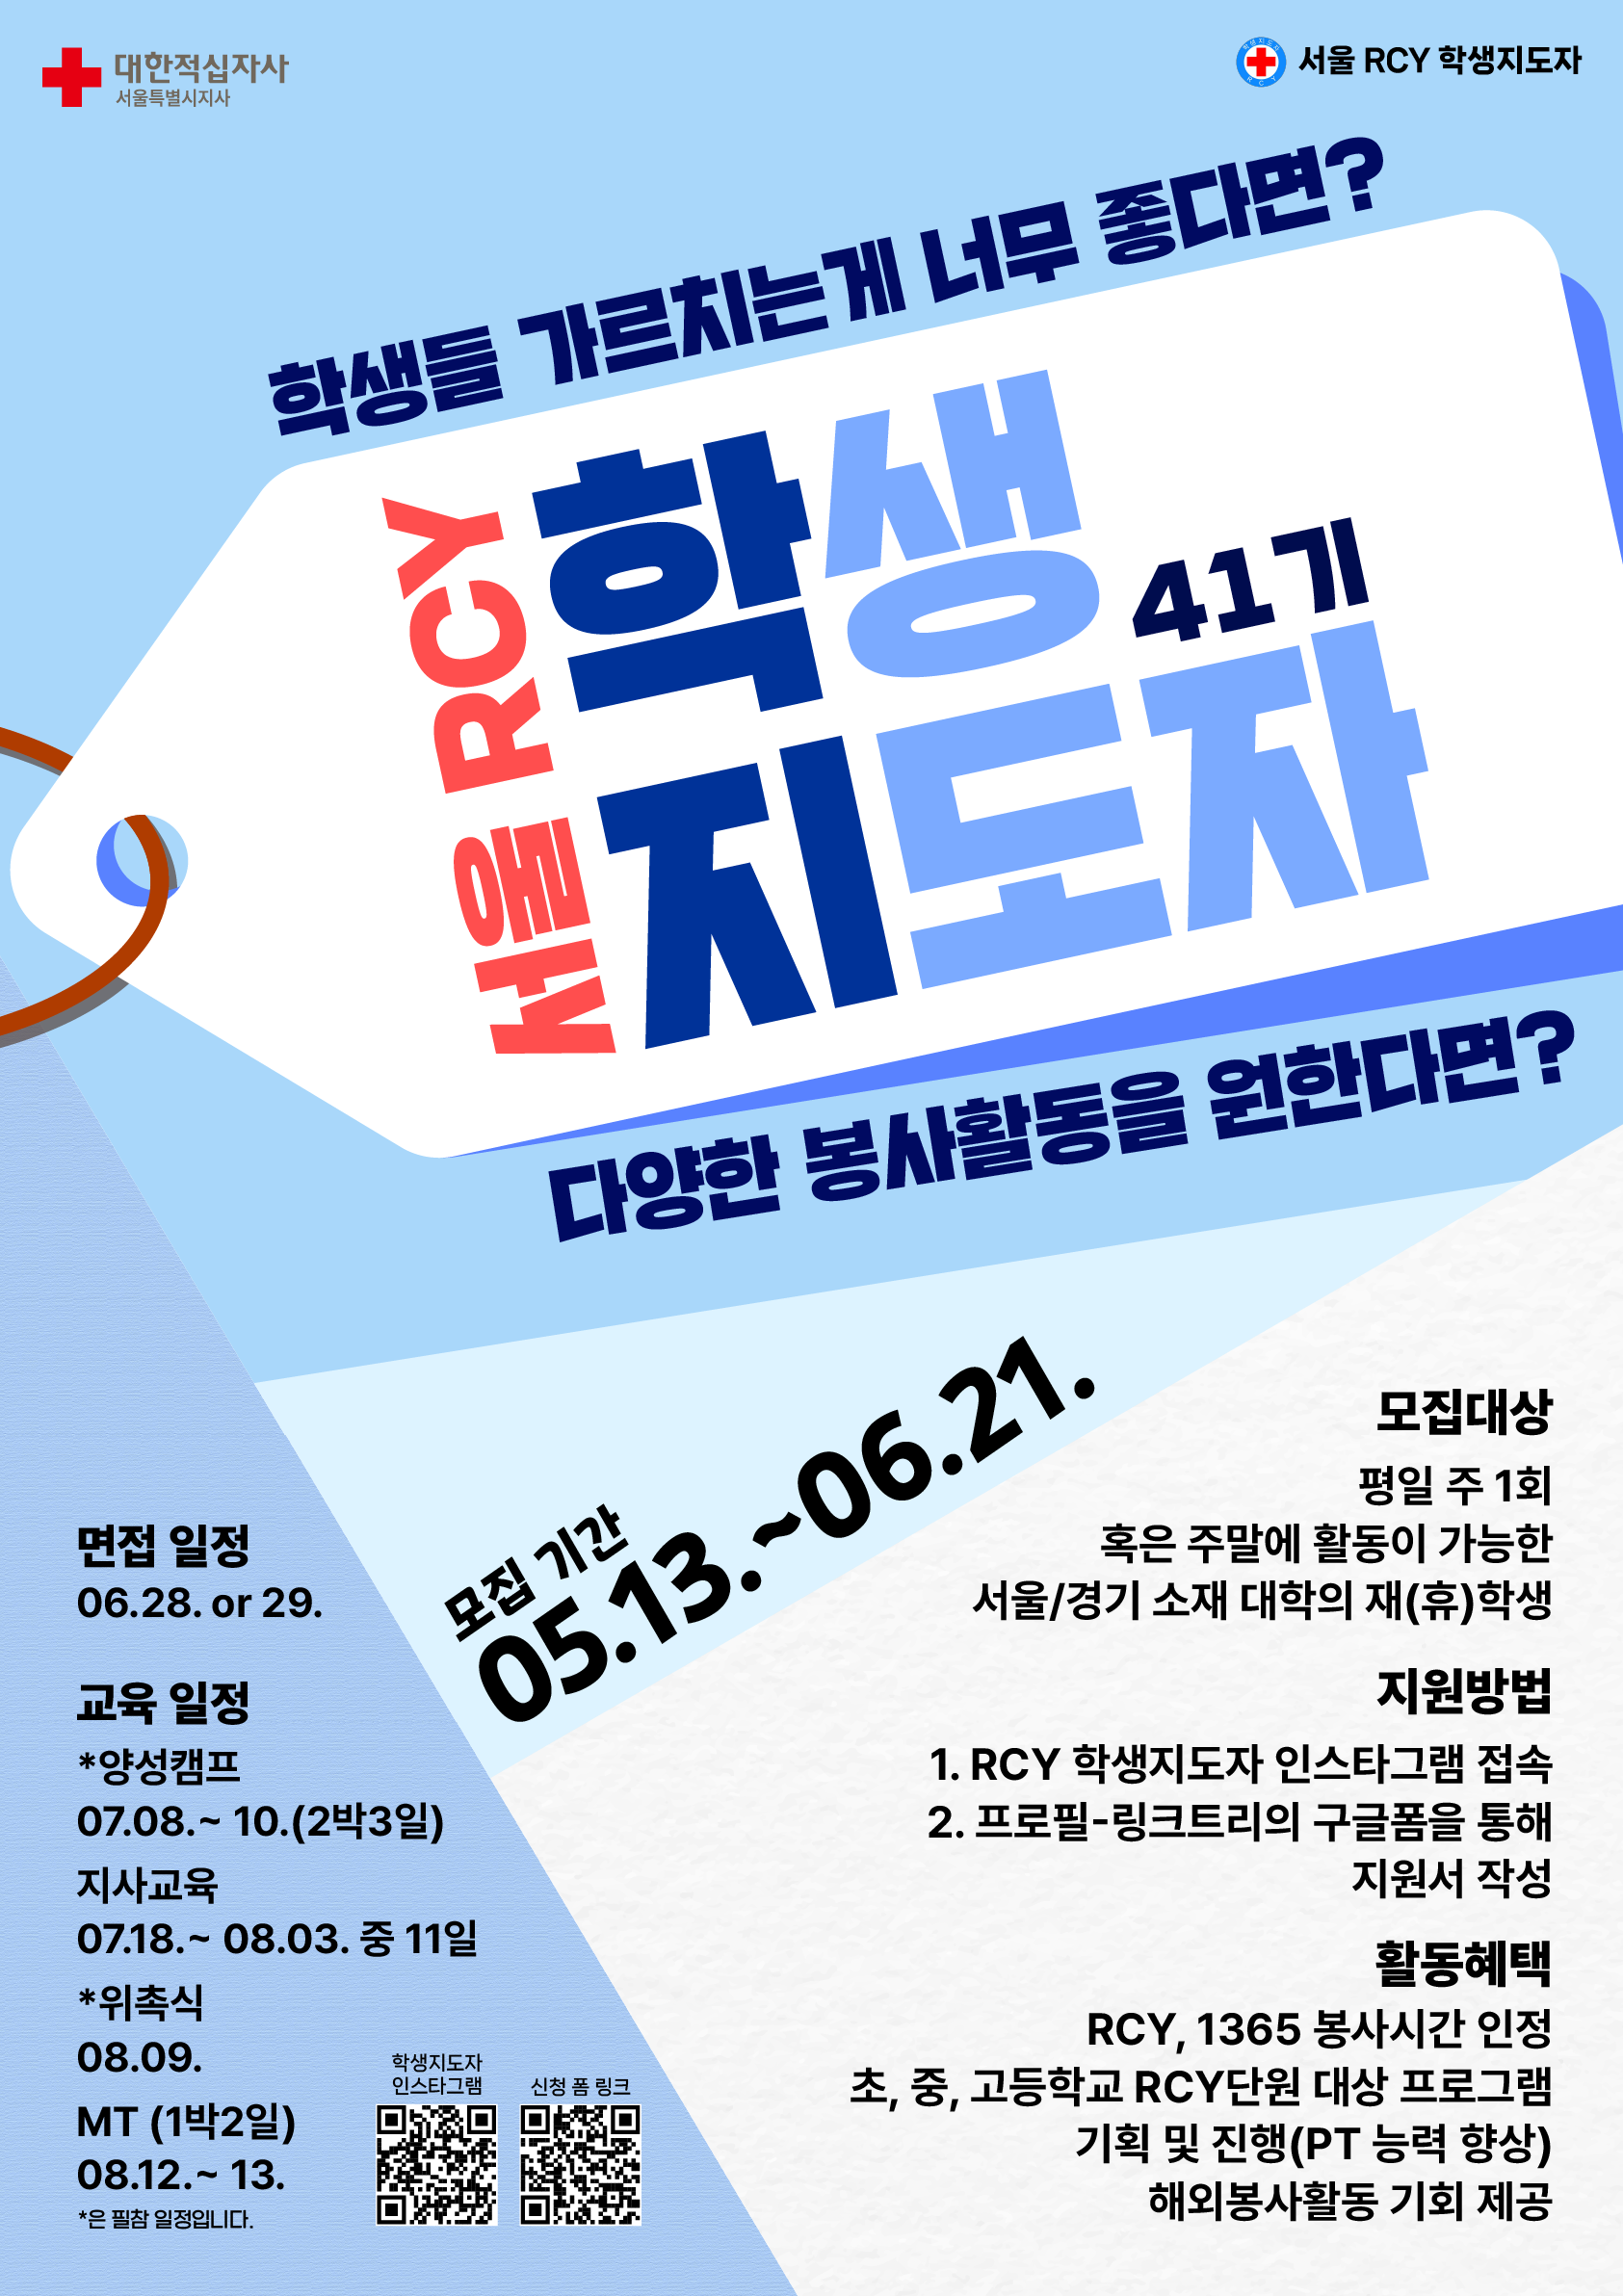 대한적십자사
서울특별시지사
서울 RCY 학생지도자
학생들 가르치는게 너무 좋다면?
서울 RCY
학생
41기
지도자
다양한 봉사활동을 원한다면?
모집 기간
05.13.~06.21.
면접 일정
06.28. or 29.
교육 일정
*양성캠프
07.08.~ 10.(2박3일)
지사교육
07.18.~ 08.03. 중 11일
*위촉식
08.09.
MT (1박2일)
08.12.~ 13.
*은 필참 일정입니다.
학생지도자
인스타그램
신청 폼 링크
모집대상
평일 주 1회
혹은 주말에 활동이 가능한
서울/경기 소재 대학의 재(휴)학생
지원방법
1. RCY 학생지도자 인스타그램 접속
2. 프로필-링크트리의 구글폼을 통해
지원서 작성
활동혜택
RCY, 1365 봉사시간 인정
초, 중, 고등학교 RCY단원 대상 프로그램
기획 및 진행(PT 능력 향상)
해외봉사활동 기회 제공